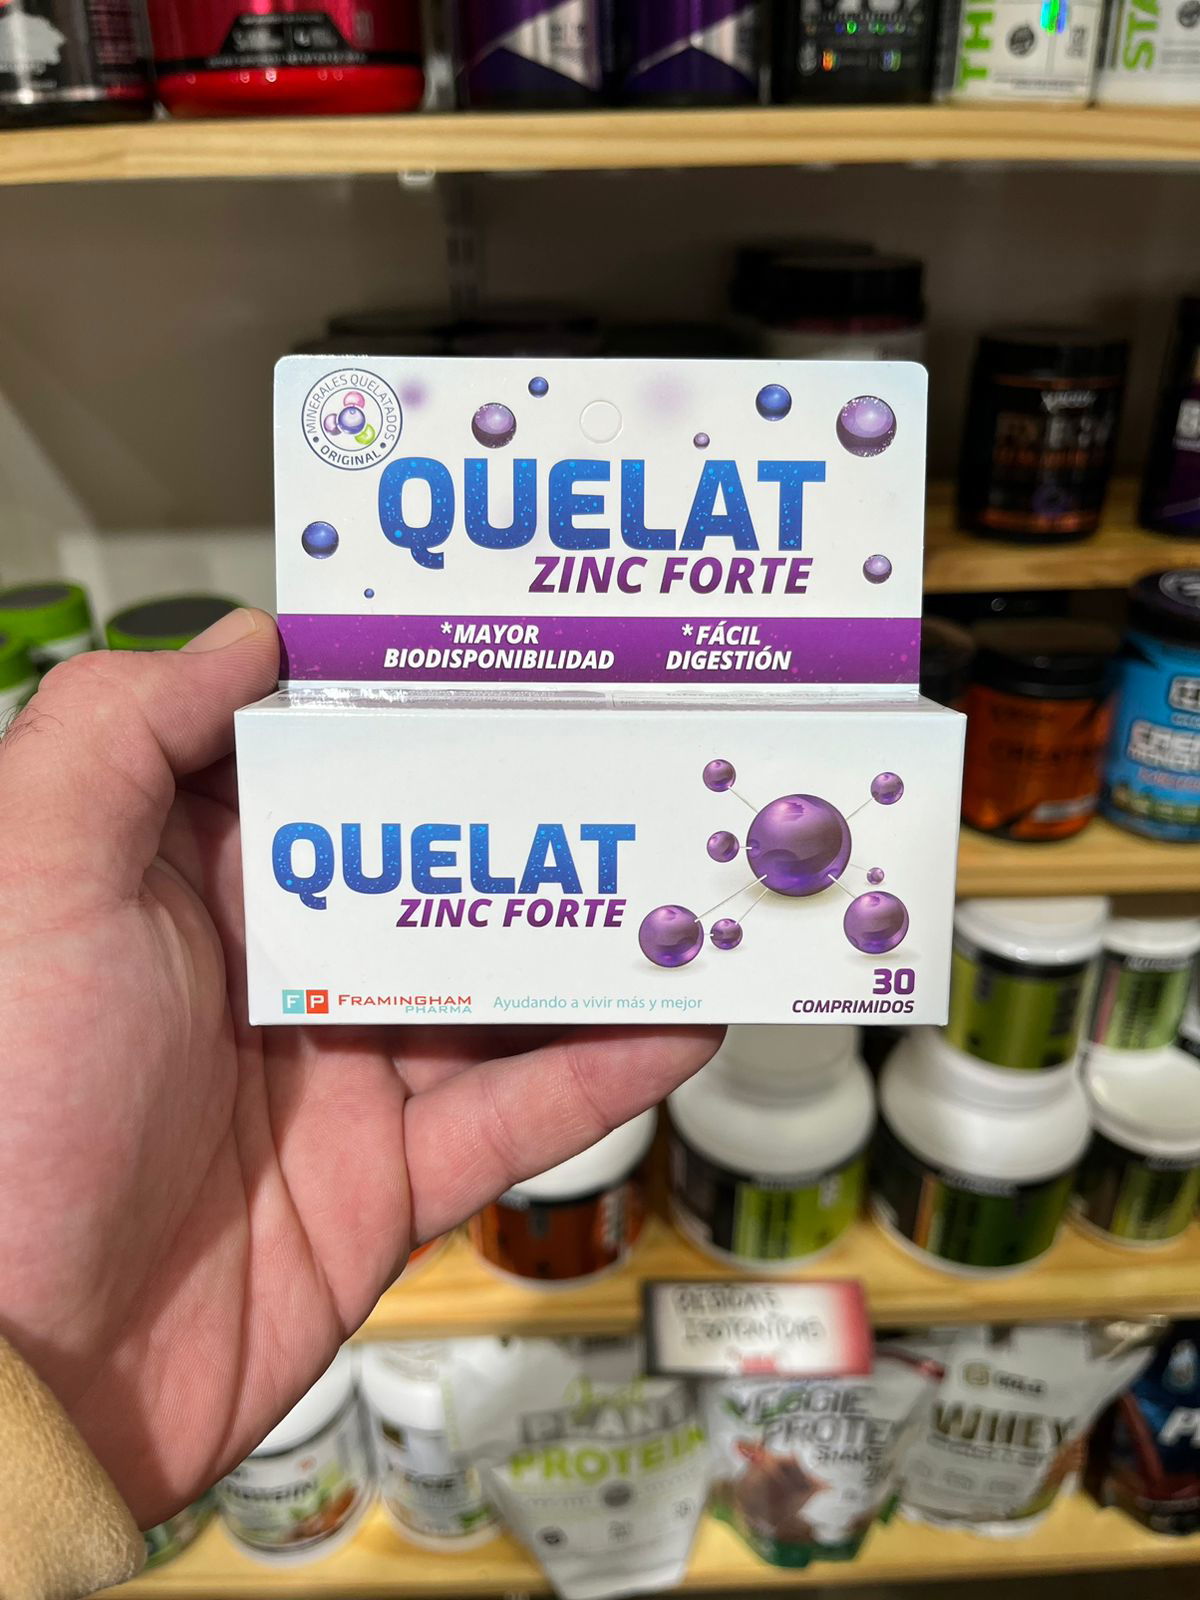 MINERALES QUELATADOS
• ORIGINAL •
QUELAT
ZINC FORTE
*MAYOR
BIODISPONIBILIDAD
*FÁCIL
DIGESTIÓN
QUELAT
ZINC FORTE
FP FRAMINGHAM
PHARMA
Ayudando a vivir más y mejor
30
COMPRIMIDOS
PLANT
PROTEIN
VEGGIE
PROTEIN
WHEY